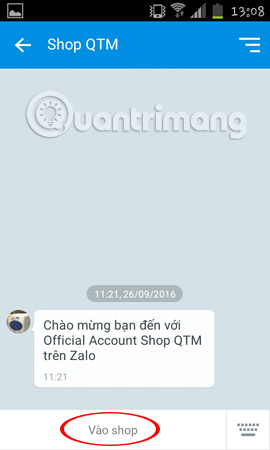 13:08
Shop QTM
Quantrimang
11:21, 26/09/2016
Chào mừng bạn đến với
Official Account Shop QTM
trên Zalo
11:21
Vào shop